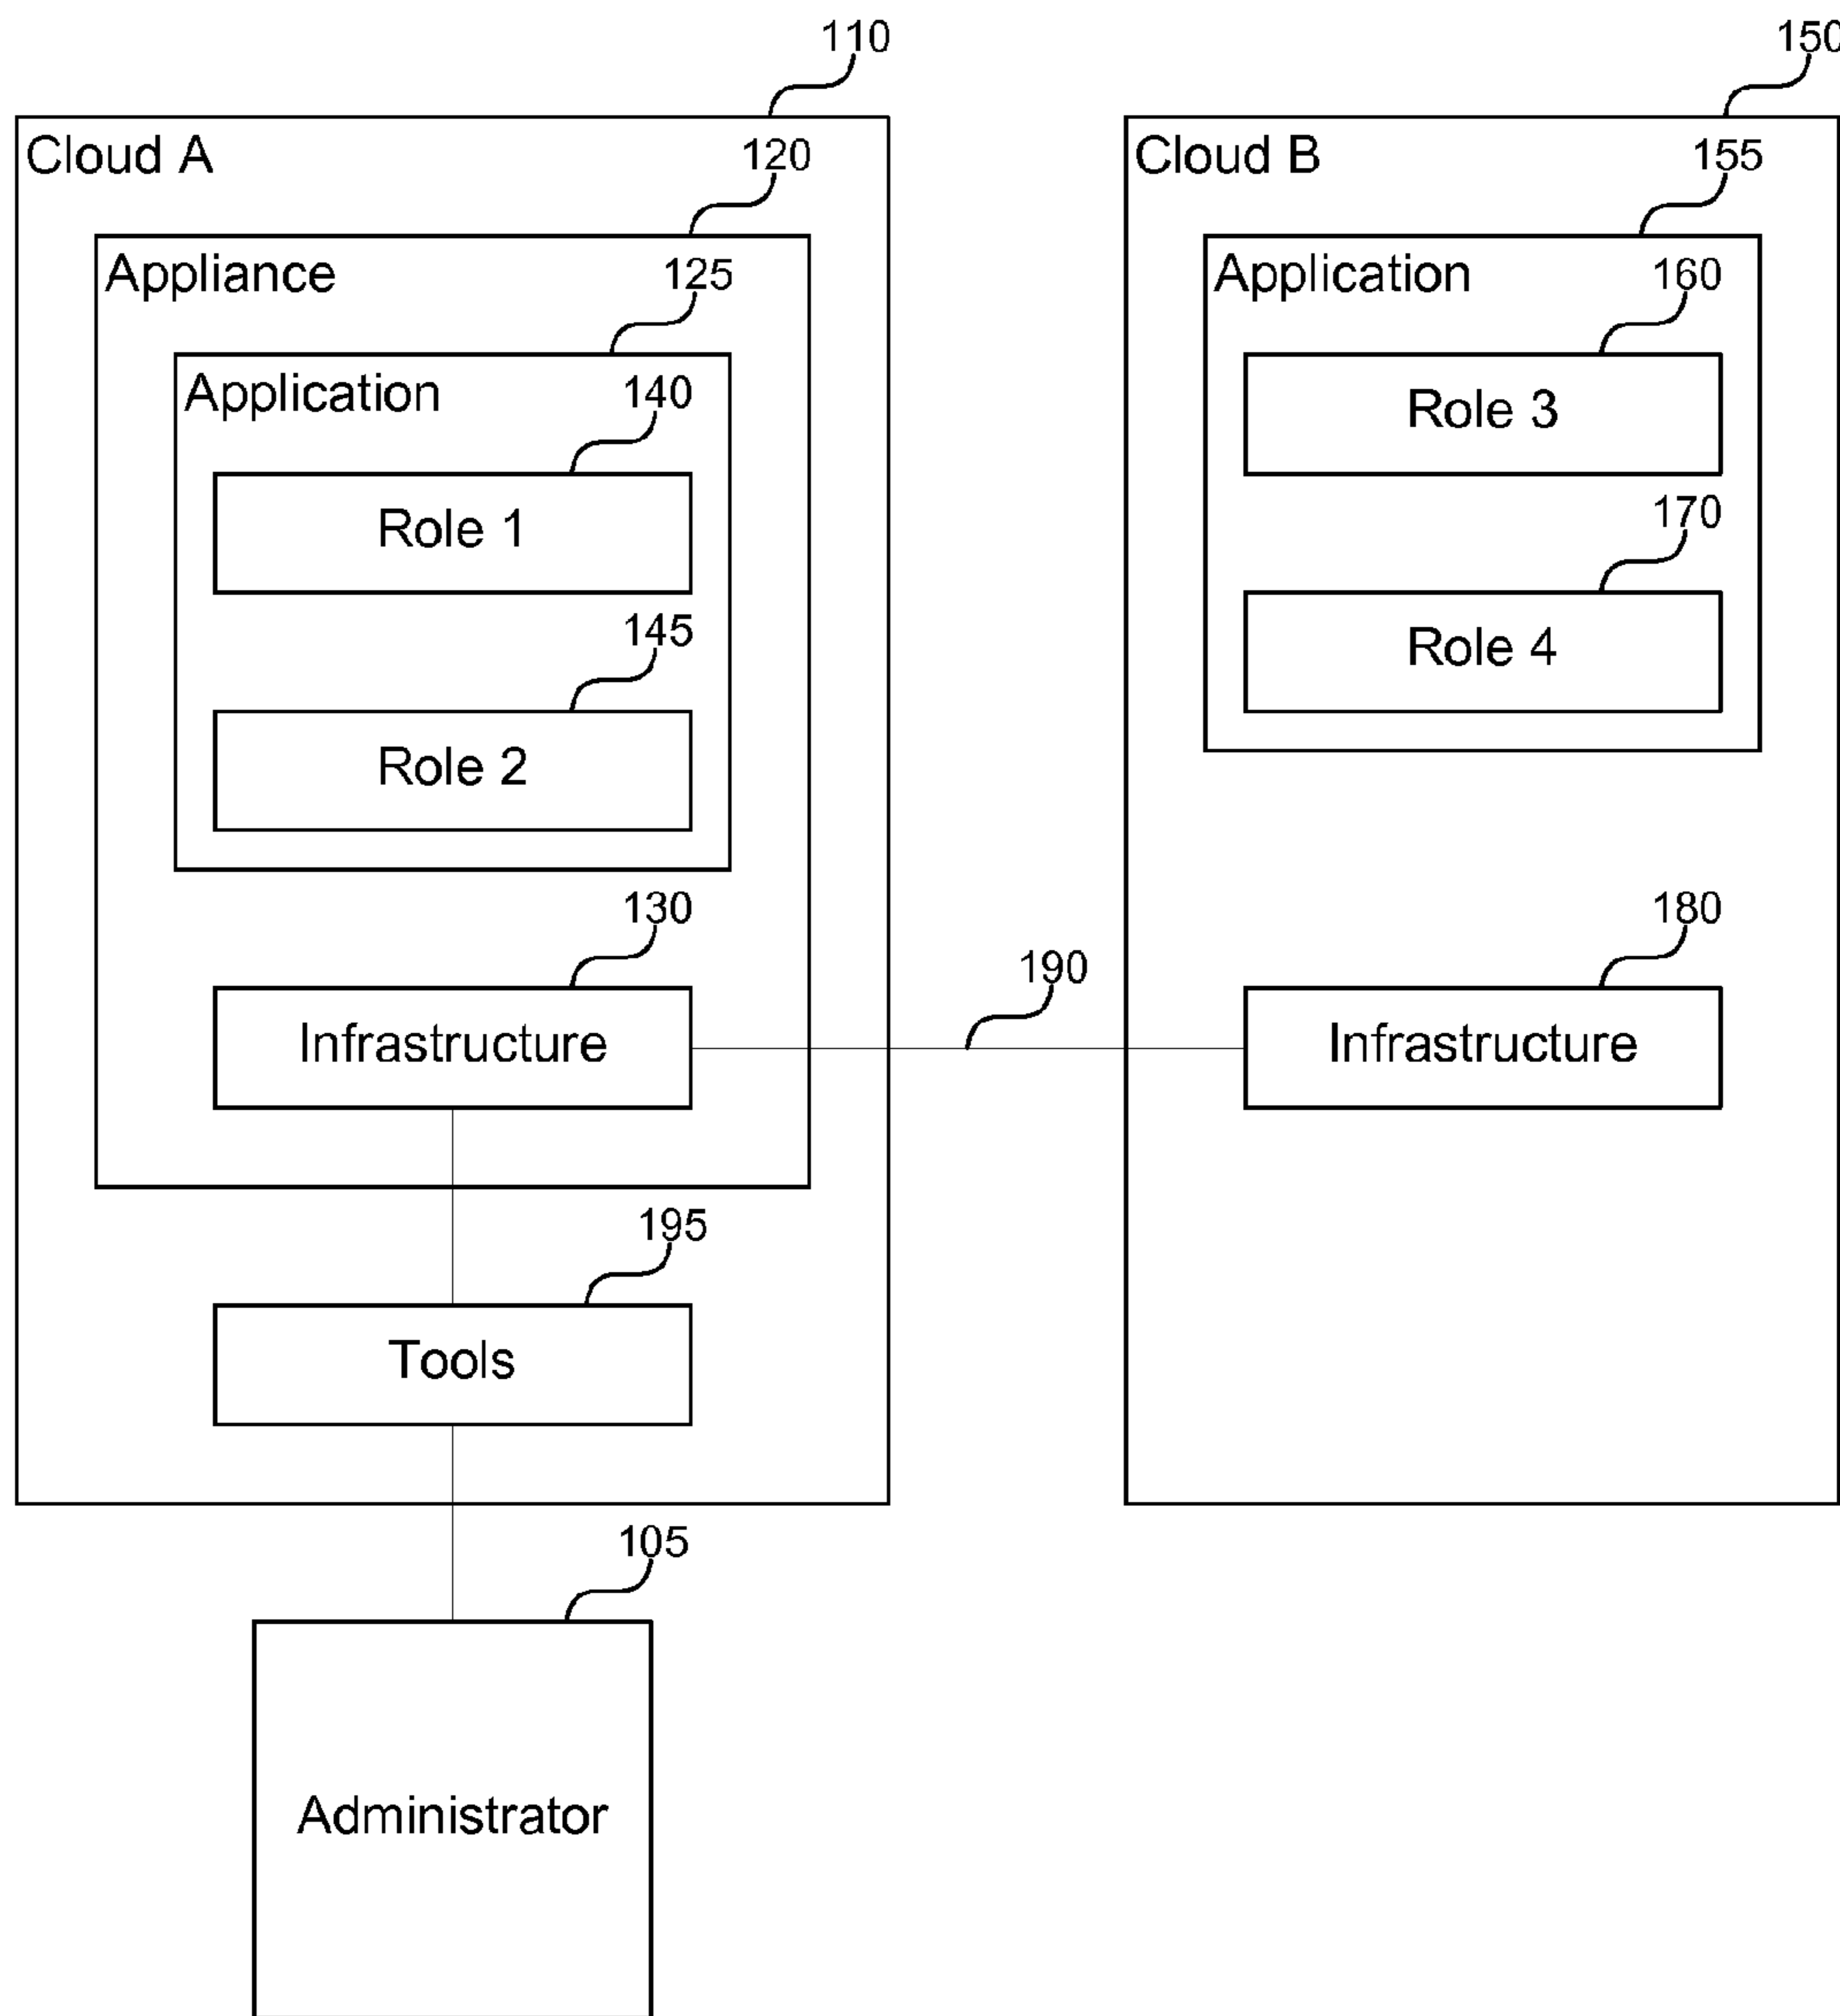 110
150
Cloud A
120
Cloud B
155
Appliance
125
Application
160
Application
140
Role 3
Role 1
170
145
Role 4
Role 2
130
180
190
Infrastructure
Infrastructure
195
Tools
105
Administrator